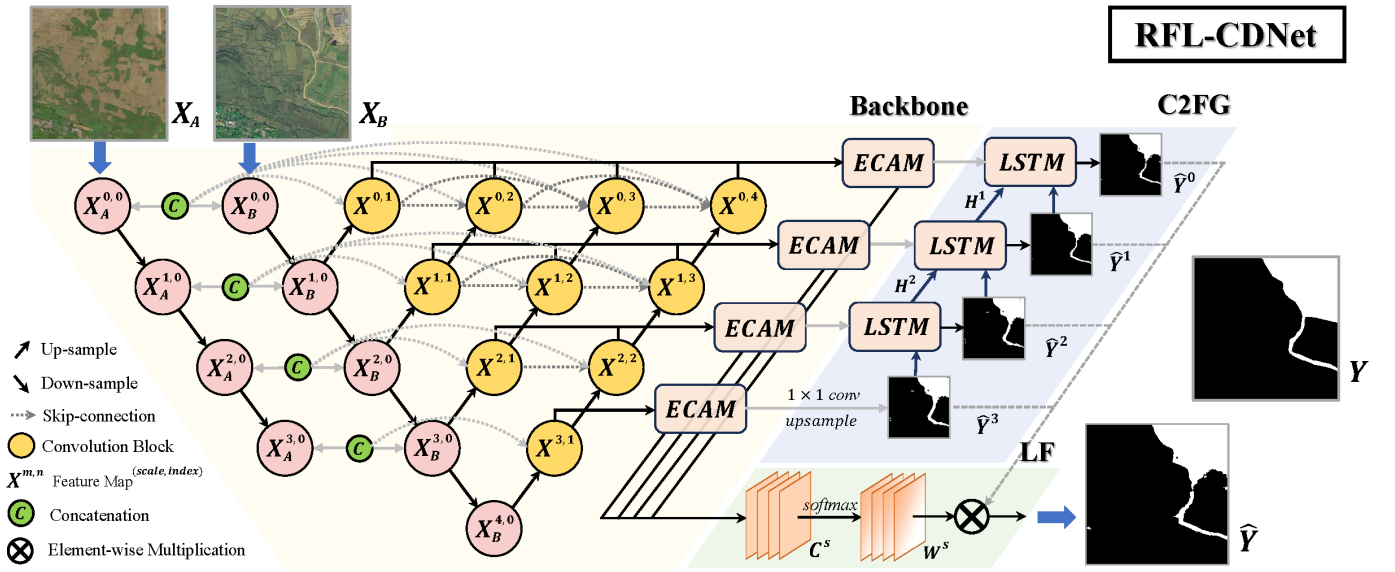 RFL-CDNet
X_A
X_B
Backbone
C2FG
ECAM
LSTM
Ŷ^0
X_A^{0,0}
C
X_B^{0,0}
X^{0,1}
X^{0,2}
X^{0,3}
X^{0,4}
H^1
ECAM
LSTM
Ŷ^1
X_A^{1,0}
C
X_B^{1,0}
X^{1,1}
X^{1,2}
X^{1,3}
H^2
ECAM
LSTM
Ŷ^2
Up-sample
Down-sample
Skip-connection
Convolution Block
X^{m,n} Feature Map^{(scale,index)}
Concatenation
Element-wise Multiplication
X_A^{2,0}
C
X_B^{2,0}
X^{2,1}
X^{2,2}
Y
ECAM
1 × 1 conv
upsample
Ŷ^3
X_A^{3,0}
C
X_B^{3,0}
X^{3,1}
LF
X_B^{4,0}
softmax
C^s
W^s
Ŷ
C